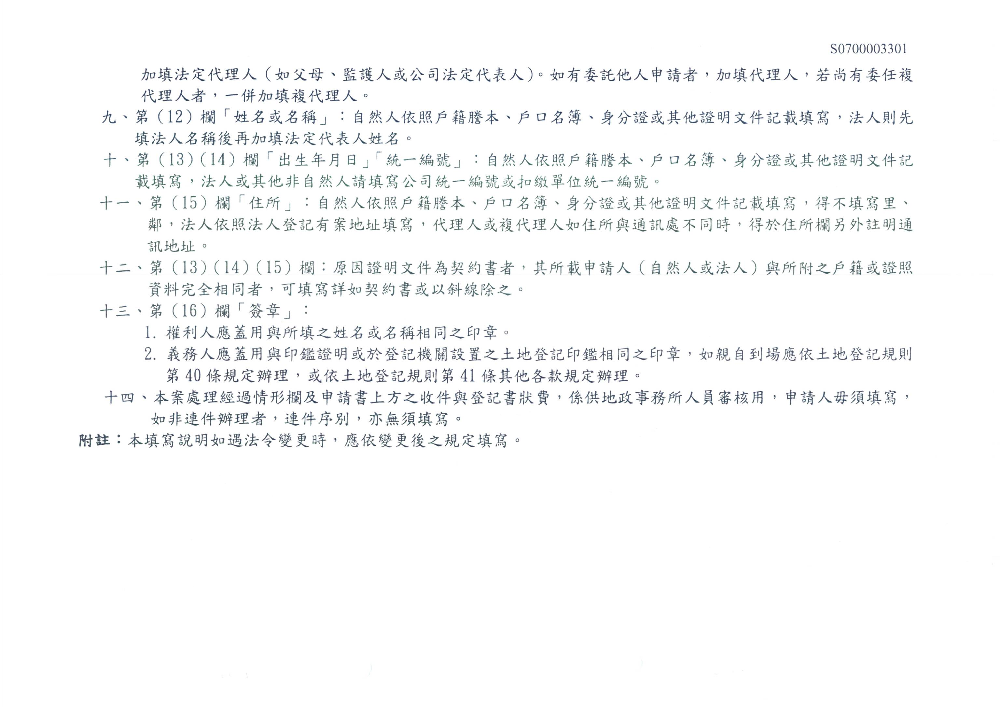 S0700003301
加填法定代理人（如父母、監護人或公司法定代表人）。如有委託他人申請者，加填代理人，若尚有委任複
代理人者，一併加填複代理人。
九、第（12）欄「姓名或名稱」：自然人依照戶籍謄本、戶口名簿、身分證或其他證明文件記載填寫，法人則先
填法人名稱後再加填法定代表人姓名。
十、第（13）（14）欄「出生年月日」「統一編號」：自然人依照戶籍謄本、戶口名簿、身分證或其他證明文件記
載填寫，法人或其他非自然人請填寫公司統一編號或扣繳單位統一編號。
十一、第（15）欄「住所」：自然人依照戶籍謄本、戶口名簿、身分證或其他證明文件記載填寫，得不填寫里、
鄰，法人依照法人登記有案地址填寫，代理人或複代理人如住所與通訊處不同時，得於住所欄另外註明通
訊地址。
十二、第（13）（14）（15）欄：原因證明文件為契約書者，其所載申請人（自然人或法人）與所附之戶籍或證照
資料完全相同者，可填寫詳如契約書或以斜線除之。
十三、第（16）欄「簽章」：
1. 權利人應蓋用與所填之姓名或名稱相同之印章。
2. 義務人應蓋用與印鑑證明或於登記機關設置之土地登記印鑑相同之印章，如親自到場應依土地登記規則
第 40 條規定辦理，或依土地登記規則第 41 條其他各款規定辦理。
十四、本案處理經過情形欄及申請書上方之收件與登記書狀費，係供地政事務所人員審核用，申請人毋須填寫，
如非連件辦理者，連件序別，亦無須填寫。
附註：本填寫說明如遇法令變更時，應依變更後之規定填寫。